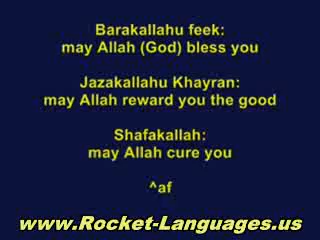 Barakallahu feek:
may Allah (God) bless you
Jazakallahu Khayran:
may Allah reward you the good
Shafakallah:
may Allah cure you
^af
www.Rocket-Languages.us